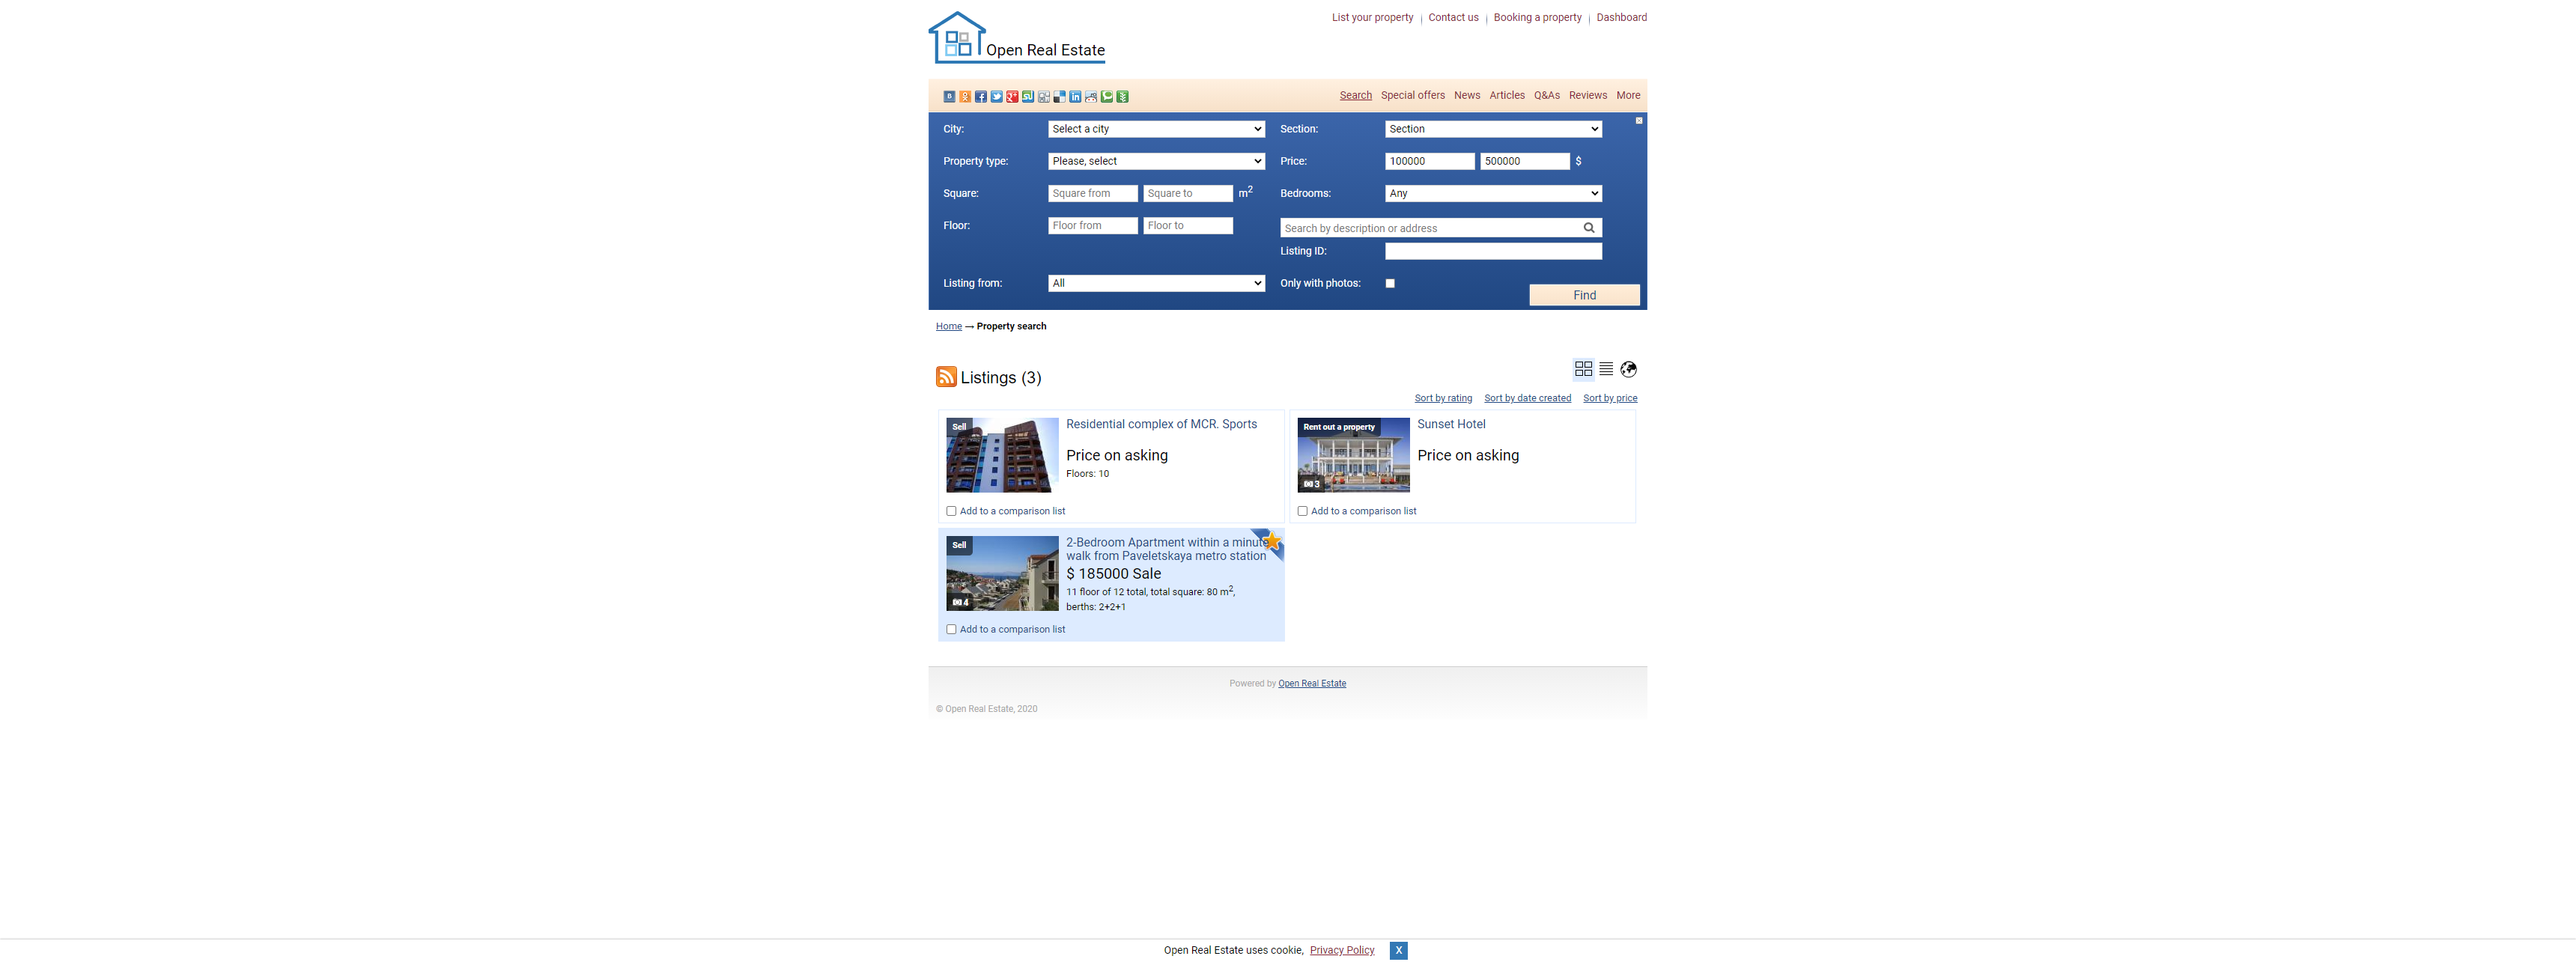 Open Real Estate
List your property
Contact us
Booking a property
Dashboard
Search
Special offers
News
Articles
Q&As
Reviews
More
City:
Select a city
Section:
Section
Property type:
Please, select
Price:
100000
500000
$
Square:
Square from
Square to
m2
Bedrooms:
Any
Floor:
Floor from
Floor to
Search by description or address
Listing ID:
Listing from:
All
Only with photos:
Find
Home → Property search
Listings (3)
Sort by rating
Sort by date created
Sort by price
Sell
Residential complex of MCR. Sports
Price on asking
Floors: 10
Add to a comparison list
Rent out a property
3
Sunset Hotel
Price on asking
Add to a comparison list
Sell
4
2-Bedroom Apartment within a minute
walk from Paveletskaya metro station
$ 185000 Sale
11 floor of 12 total, total square: 80 m2,
berths: 2+2+1
Add to a comparison list
Powered by Open Real Estate
© Open Real Estate, 2020
Open Real Estate uses cookie, Privacy Policy
X